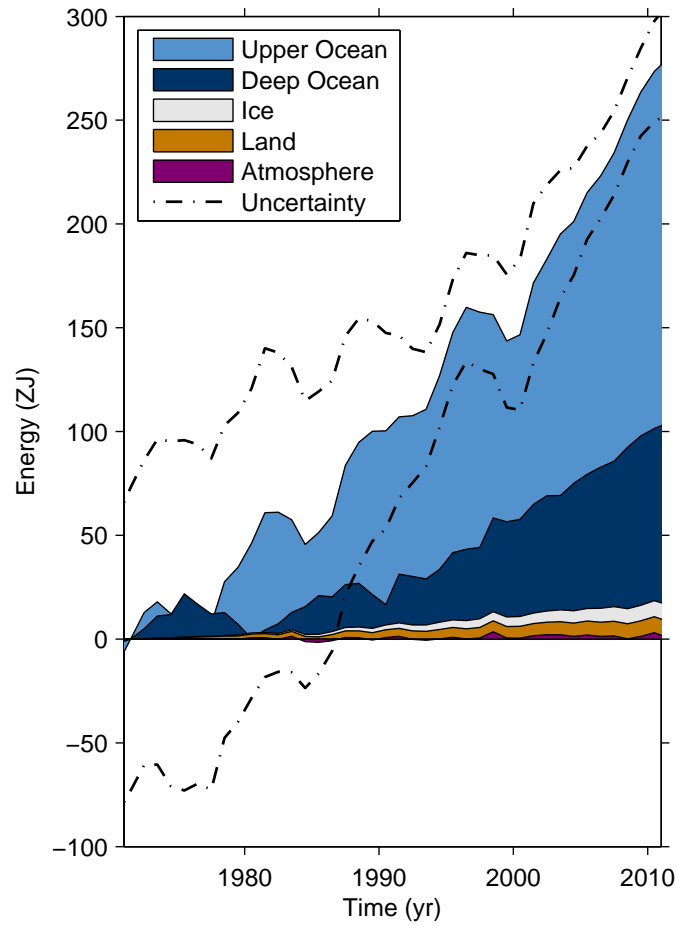 300
250
200
150
100
50
0
−50
−100
Energy (ZJ)
Upper Ocean
Deep Ocean
Ice
Land
Atmosphere
Uncertainty
1980 1990 2000 2010
Time (yr)